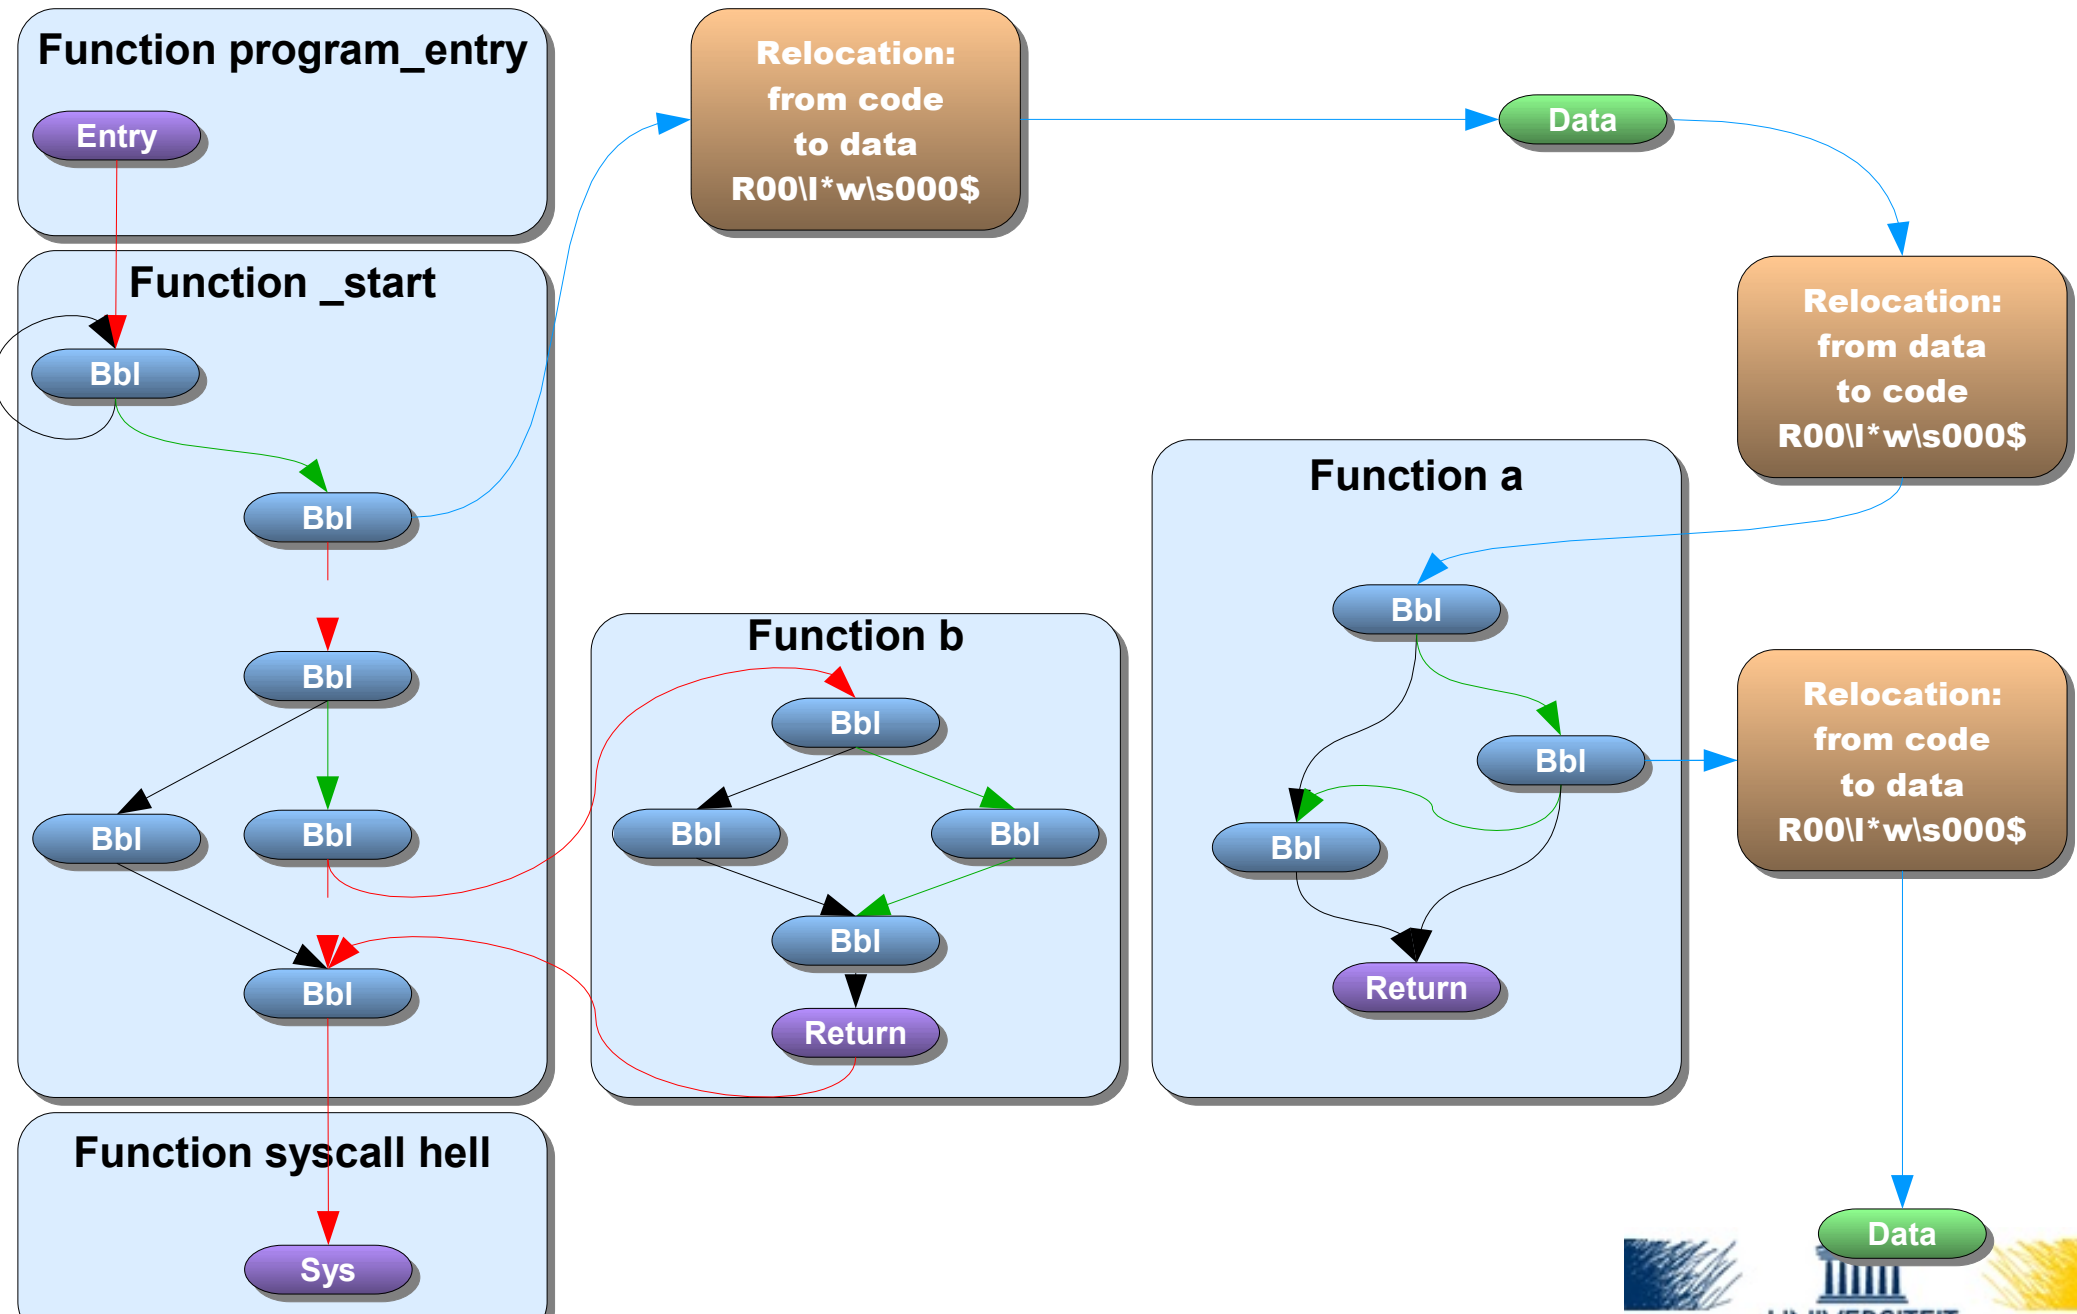 Function program_entry
Entry
Relocation:
from code
to data
R00\l*w\s000$
Data
Function _start
Bbl
Bbl
Relocation:
from data
to code
R00\l*w\s000$
Function a
Bbl
Bbl
Bbl
Return
Function b
Bbl
Bbl
Bbl
Bbl
Return
Bbl
Bbl
Bbl
Bbl
Relocation:
from code
to data
R00\l*w\s000$
Function syscall hell
Sys
Data
UNIVERSITEIT